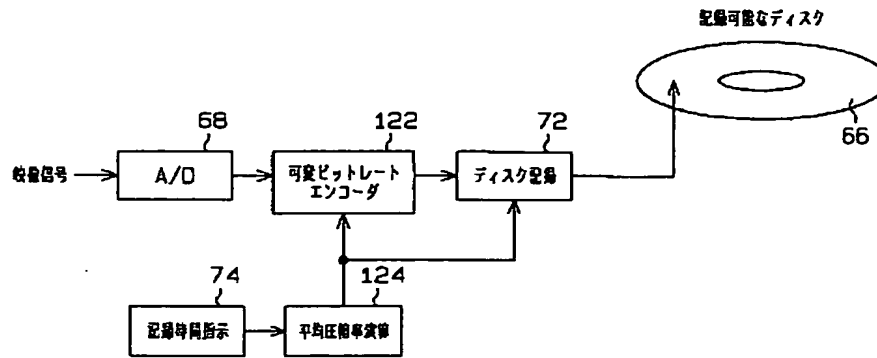 記録可能なディスク
66
68
122
72
映像信号
A/D
可変ビットレート
エンコーダ
ディスク記録
74
124
記録時間指示
平均圧縮率演算